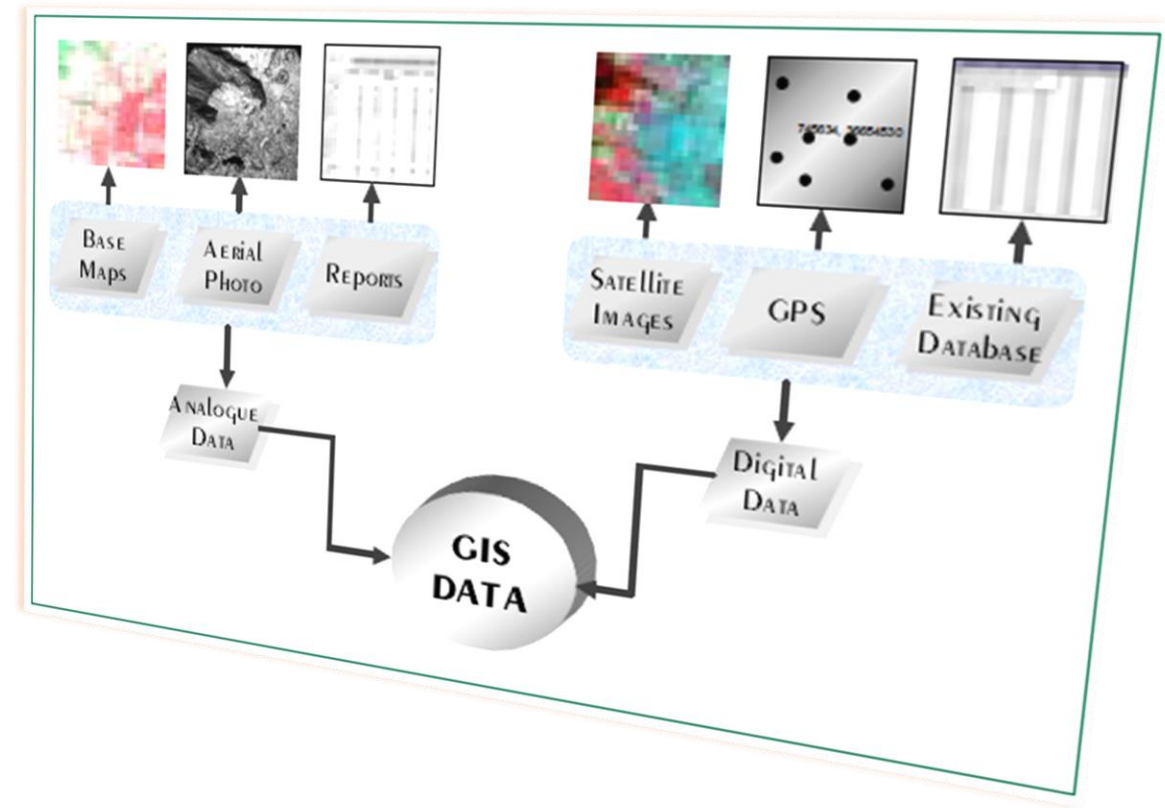 Base
Maps
Aerial
Photo
Reports
Analogue
Data
Satellite
Images
GPS
Existing
Database
Digital
Data
GIS
DATA